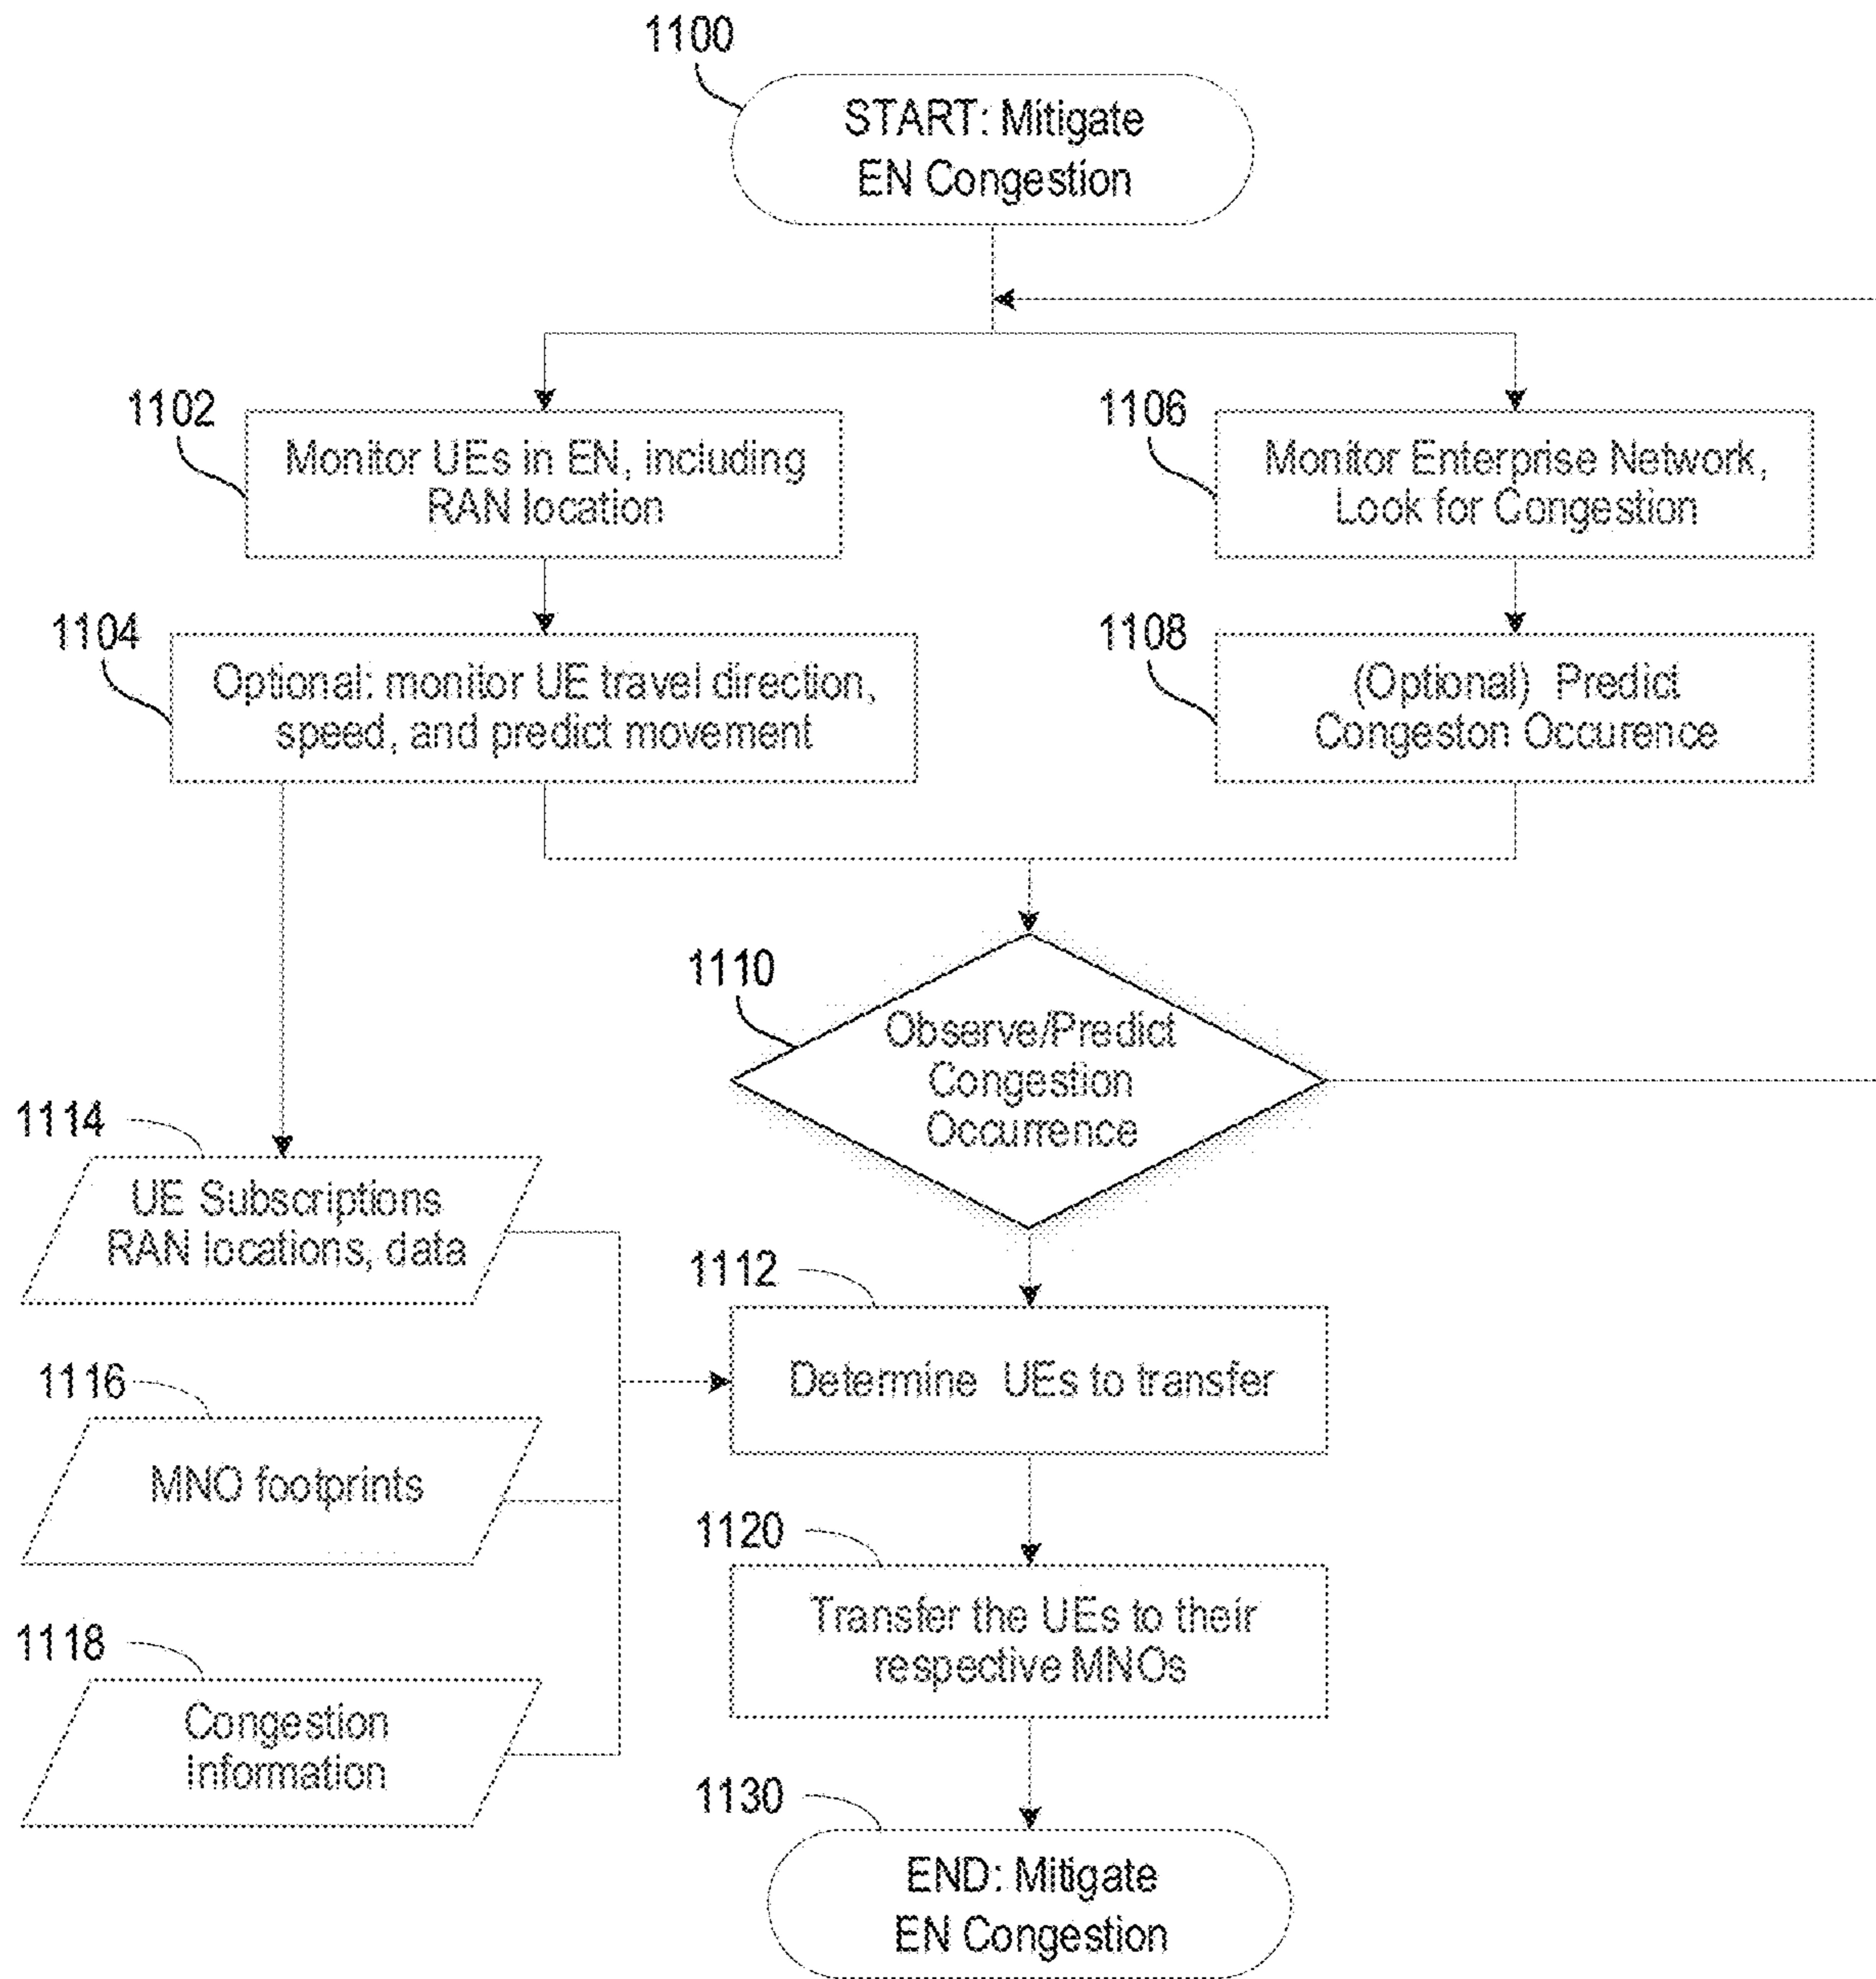 1100
START: Mitigate
EN Congestion
1102
Monitor UEs in EN, including
RAN location
1106
Monitor Enterprise Network,
Look for Congestion
1104
Optional: monitor UE travel direction,
speed, and predict movement
1108
(Optional) Predict
Congeston Occurence
1110
Observe/Predict
Congestion
Occurrence
1114
UE Subscriptions
RAN locations, data
1112
Determine UEs to transfer
1116
MNO footprints
1120
Transfer the UEs to their
respective MNOs
1118
Congestion
Information
1130
END: Mitigate
EN Congestion